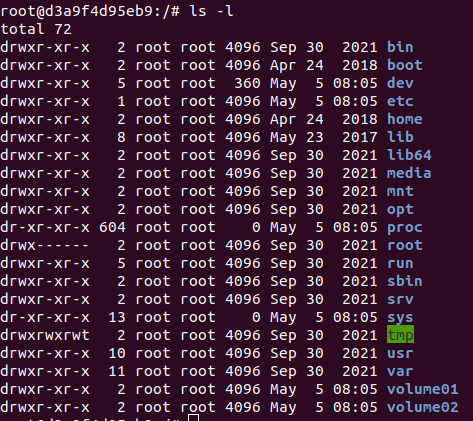 root@d3a9f4d95eb9:/# ls -l
total 72
drwxr-xr-x   2 root root 4096 Sep 30  2021 bin
drwxr-xr-x   2 root root 4096 Apr 24  2018 boot
drwxr-xr-x   5 root root  360 May  5 08:05 dev
drwxr-xr-x   1 root root 4096 May  5 08:05 etc
drwxr-xr-x   2 root root 4096 Apr 24  2018 home
drwxr-xr-x   8 root root 4096 May 23  2017 lib
drwxr-xr-x   2 root root 4096 Sep 30  2021 lib64
drwxr-xr-x   2 root root 4096 Sep 30  2021 media
drwxr-xr-x   2 root root 4096 Sep 30  2021 mnt
drwxr-xr-x   2 root root 4096 Sep 30  2021 opt
dr-xr-xr-x 604 root root    0 May  5 08:05 proc
drwx------   2 root root 4096 Sep 30  2021 root
drwxr-xr-x   5 root root 4096 Sep 30  2021 run
drwxr-xr-x   2 root root 4096 Sep 30  2021 sbin
drwxr-xr-x   2 root root 4096 Sep 30  2021 srv
dr-xr-xr-x  13 root root    0 May  5 08:05 sys
drwxrwxrwt   2 root root 4096 Sep 30  2021 tmp
drwxr-xr-x  10 root root 4096 Sep 30  2021 usr
drwxr-xr-x  11 root root 4096 Sep 30  2021 var
drwxr-xr-x   2 root root 4096 May  5 08:05 volume01
drwxr-xr-x   2 root root 4096 May  5 08:05 volume02
root@d3a9f4d95eb9:/#